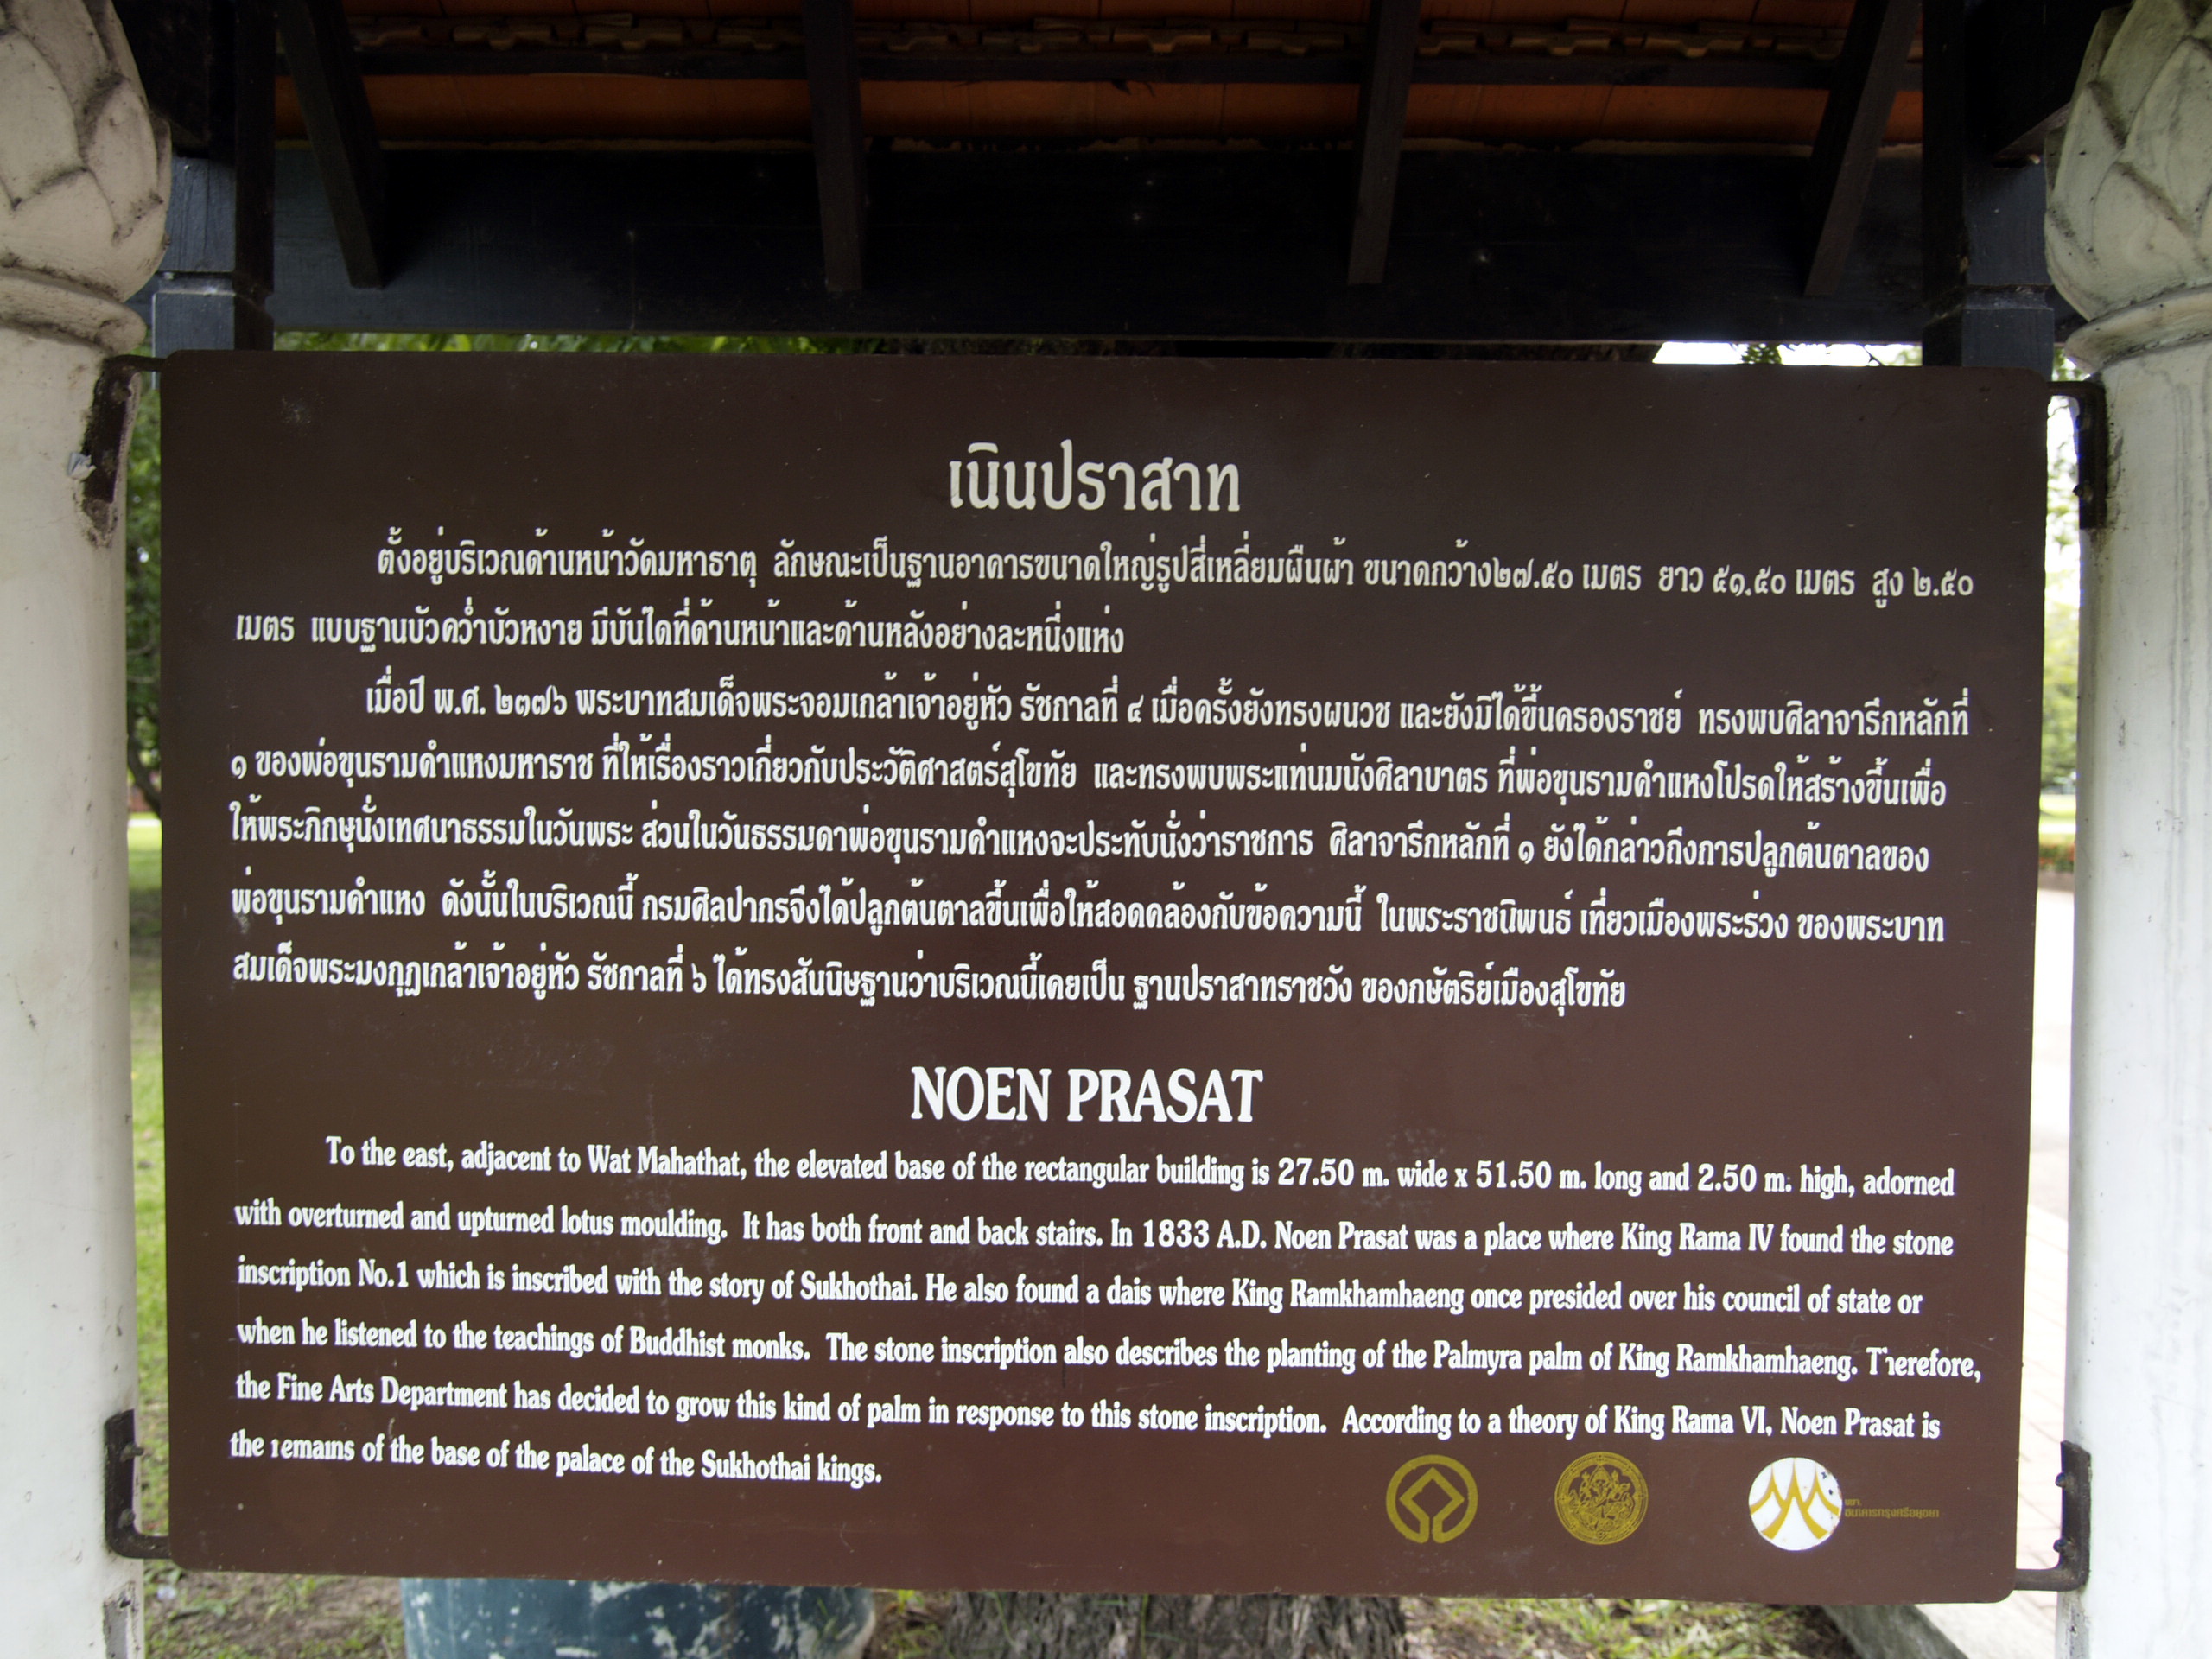 เนินปราสาท
ตั้งอยู่บริเวณด้านหน้าวัดมหาธาตุ ลักษณะเป็นฐานอาคารขนาดใหญ่รูปสี่เหลี่ยมผืนผ้า ขนาดกว้าง๒๗.๕๐ เมตร ยาว ๕๑.๕๐ เมตร สูง ๒.๕๐
เมตร แบบฐานบัวคว่ำบัวหงาย มีบันไดที่ด้านหน้าและด้านหลังอย่างละหนึ่งแห่ง
เมื่อปี พ.ศ. ๒๓๗๖ พระบาทสมเด็จพระจอมเกล้าเจ้าอยู่หัว รัชกาลที่ ๔ เมื่อครั้งยังทรงผนวช และยังมิได้ขึ้นครองราชย์ ทรงพบศิลาจารึกหลักที่
๑ ของพ่อขุนรามคำแหงมหาราช ที่ให้เรื่องราวเกี่ยวกับประวัติศาสตร์สุโขทัย และทรงพบพระแท่นมนังศิลาบาตร ที่พ่อขุนรามคำแหงโปรดให้สร้างขึ้นเพื่อ
ให้พระภิกษุนั่งเทศนาธรรมในวันพระ ส่วนในวันธรรมดาพ่อขุนรามคำแหงจะประทับนั่งว่าราชการ ศิลาจารึกหลักที่ ๑ ยังได้กล่าวถึงการปลูกต้นตาลของ
พ่อขุนรามคำแหง ดังนั้นในบริเวณนี้ กรมศิลปากรจึงได้ปลูกต้นตาลขึ้นเพื่อให้สอดคล้องกับข้อความนี้ ในพระราชนิพนธ์ เที่ยวเมืองพระร่วง ของพระบาท
สมเด็จพระมงกุฎเกล้าเจ้าอยู่หัว รัชกาลที่ ๖ ได้ทรงสันนิษฐานว่าบริเวณนี้เคยเป็น ฐานปราสาทราชวัง ของกษัตริย์เมืองสุโขทัย
NOEN PRASAT
To the east, adjacent to Wat Mahathat, the elevated base of the rectangular building is 27.50 m. wide x 51.50 m. long and 2.50 m. high, adorned
with overturned and upturned lotus moulding. It has both front and back stairs. In 1833 A.D. Noen Prasat was a place where King Rama IV found the stone
inscription No.1 which is inscribed with the story of Sukhothai. He also found a dais where King Ramkhamhaeng once presided over his council of state or
when he listened to the teachings of Buddhist monks. The stone inscription also describes the planting of the Palmyra palm of King Ramkhamhaeng. Therefore,
the Fine Arts Department has decided to grow this kind of palm in response to this stone inscription. According to a theory of King Rama VI, Noen Prasat is
the remains of the base of the palace of the Sukhothai kings.
ธนาคารกรุงศรีอยุธยา